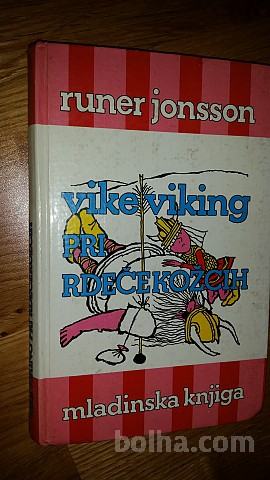 runer jonsson
vike viking
PRI
RDEČEKOŽCIH
mladinska knjiga
bolha.com